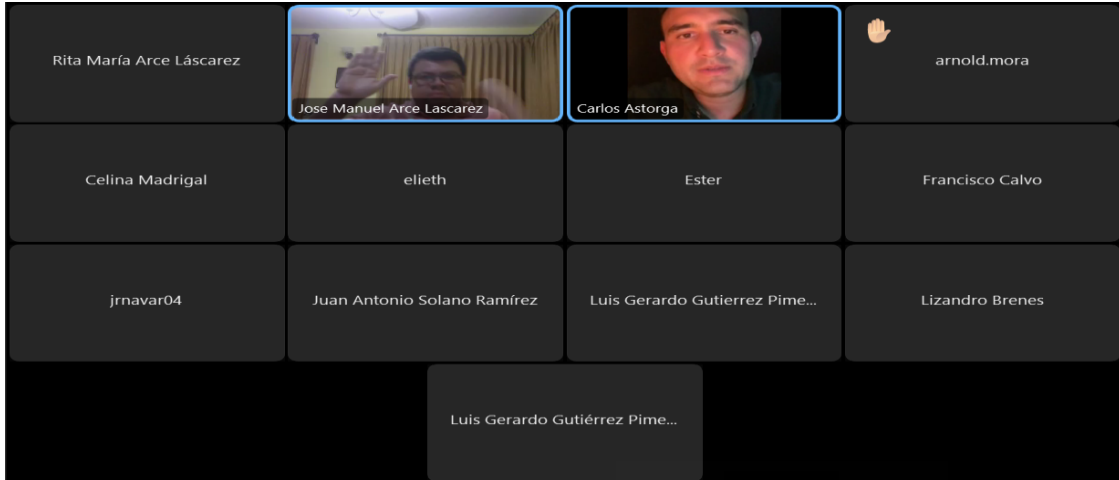 Rita María Arce Láscarez
Jose Manuel Arce Lascarez
Carlos Astorga
arnold.mora
Celina Madrigal
elieth
Ester
Francisco Calvo
jrnavar04
Juan Antonio Solano Ramírez
Luis Gerardo Gutierrez Pime...
Lizandro Brenes
Luis Gerardo Gutiérrez Pime...